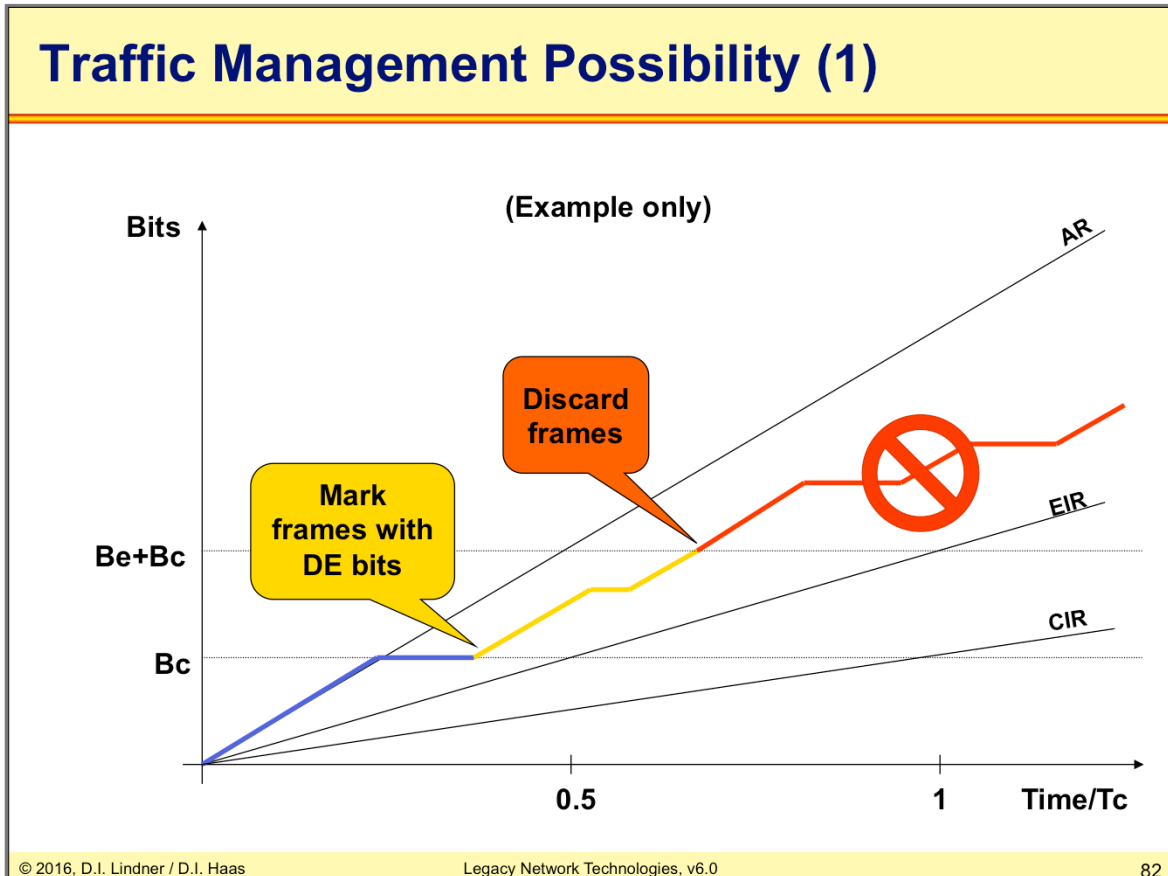 Traffic Management Possibility (1)
(Example only)
Bits
AR
Discard
frames
Mark
frames with
DE bits
EIR
Be+Bc
CIR
Bc
0.5
1
Time/Tc
© 2016, D.I. Lindner / D.I. Haas
Legacy Network Technologies, v6.0
82